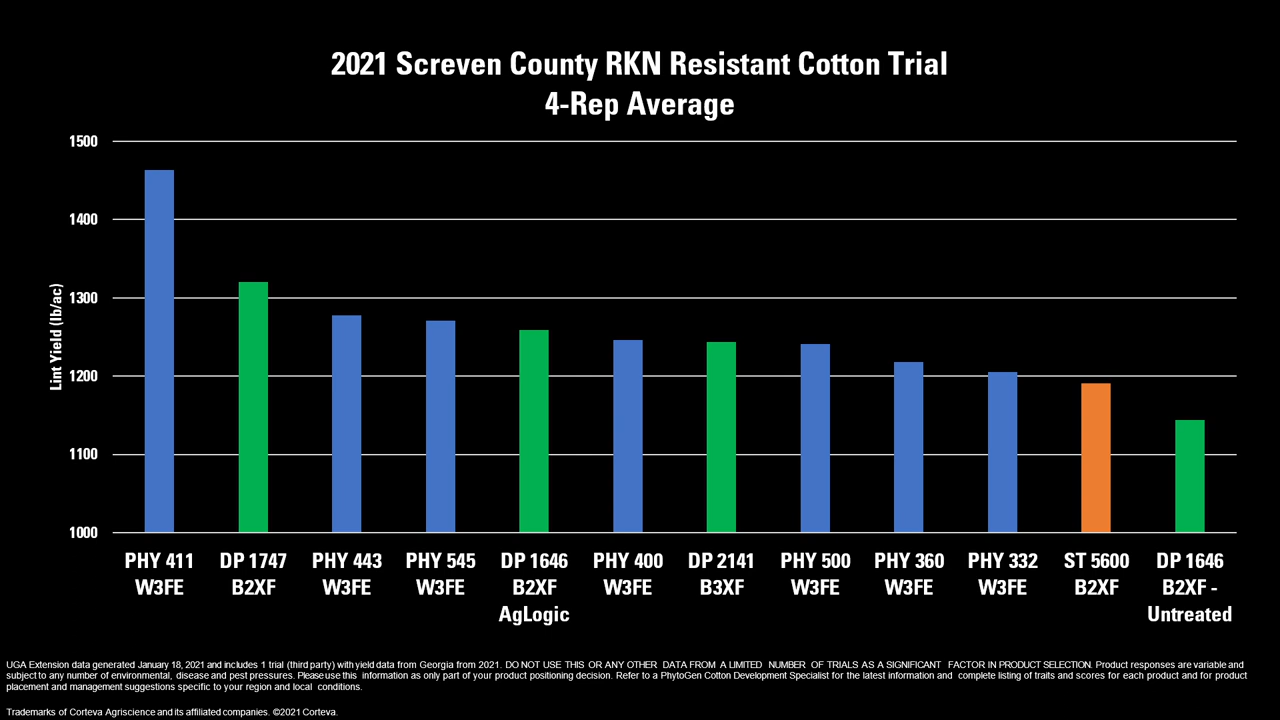 2021 Screven County RKN Resistant Cotton Trial
4-Rep Average
Lint Yield (lb/ac)
1500
1400
1300
1200
1100
1000
PHY 411 W3FE
DP 1747 B2XF
PHY 443 W3FE
PHY 545 W3FE
DP 1646 B2XF AgLogic
PHY 400 W3FE
DP 2141 B3XF
PHY 500 W3FE
PHY 360 W3FE
PHY 332 W3FE
ST 5600 B2XF
DP 1646 B2XF - Untreated
UGA Extension data generated January 18, 2021 and includes 1 trial (third party) with yield data from Georgia from 2021. DO NOT USE THIS OR ANY OTHER DATA FROM A LIMITED NUMBER OF TRIALS AS A SIGNIFICANT FACTOR IN PRODUCT SELECTION. Product responses are variable and
subject to any number of environmental, disease and pest pressures. Please use this information as only part of your product positioning decision. Refer to a PhytoGen Cotton Development Specialist for the latest information and complete listing of traits and scores for each product and for product
placement and management suggestions specific to your region and local conditions.
Trademarks of Corteva Agriscience and its affiliated companies. ©2021 Corteva.